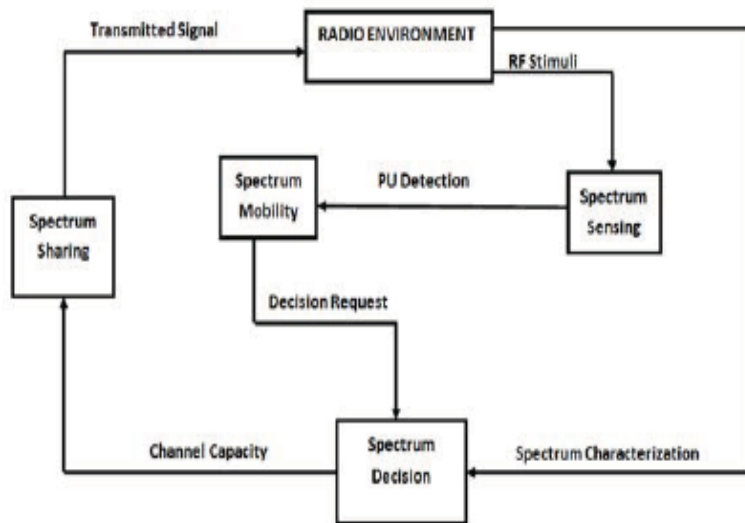 Transmitted Signal
RADIO ENVIRONMENT
RF Stimuli
Spectrum
Mobility
PU Detection
Spectrum
Sensing
Spectrum
Sharing
Decision Request
Channel Capacity
Spectrum
Decision
Spectrum Characterization